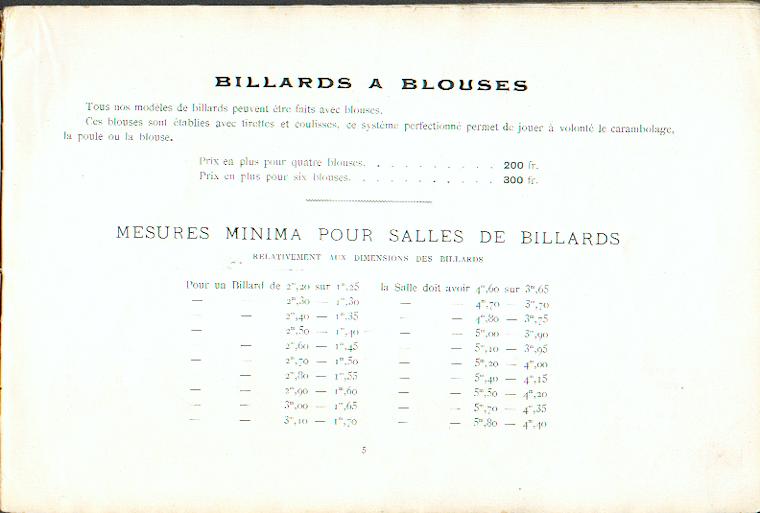 BILLARDS A BLOUSES
Tous nos modèles de billards peuvent être faits avec blouses.
Ces blouses sont établies avec tirettes et coulisses, ce système perfectionné permet de jouer à volonté le carambolage,
la poule ou la blouse.
Prix en plus pour quatre blouses. . . . . . . . . . 200 fr.
Prix en plus pour six blouses. . . . . . . . . . . 300 fr.
MESURES MINIMA POUR SALLES DE BILLARDS
RELATIVEMENT AUX DIMENSIONS DES BILLARDS
Pour un Billard de 2m,20 sur 1m,25 la Salle doit avoir 4m,60 sur 3m,65
— — 2m,30 — 1m,30 — — 4m,70 — 3m,70
— — 2m,40 — 1m,35 — — 4m,80 — 3m,75
— — 2m,50 — 1m,40 — — 5m,00 — 3m,90
— — 2m,60 — 1m,45 — — 5m,10 — 3m,95
— — 2m,70 — 1m,50 — — 5m,20 — 4m,00
— — 2m,80 — 1m,55 — — 5m,40 — 4m,15
— — 2m,90 — 1m,60 — — 5m,50 — 4m,20
— — 3m,00 — 1m,65 — — 5m,70 — 4m,35
— — 3m,10 — 1m,70 — — 5m,80 — 4m,40
5